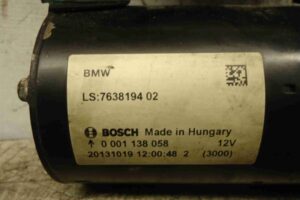 BMW
LS:7638194 02
BOSCH Made in Hungary
↑ 0 001 138 058 12V
20131019 12:00:48 2 (3000)